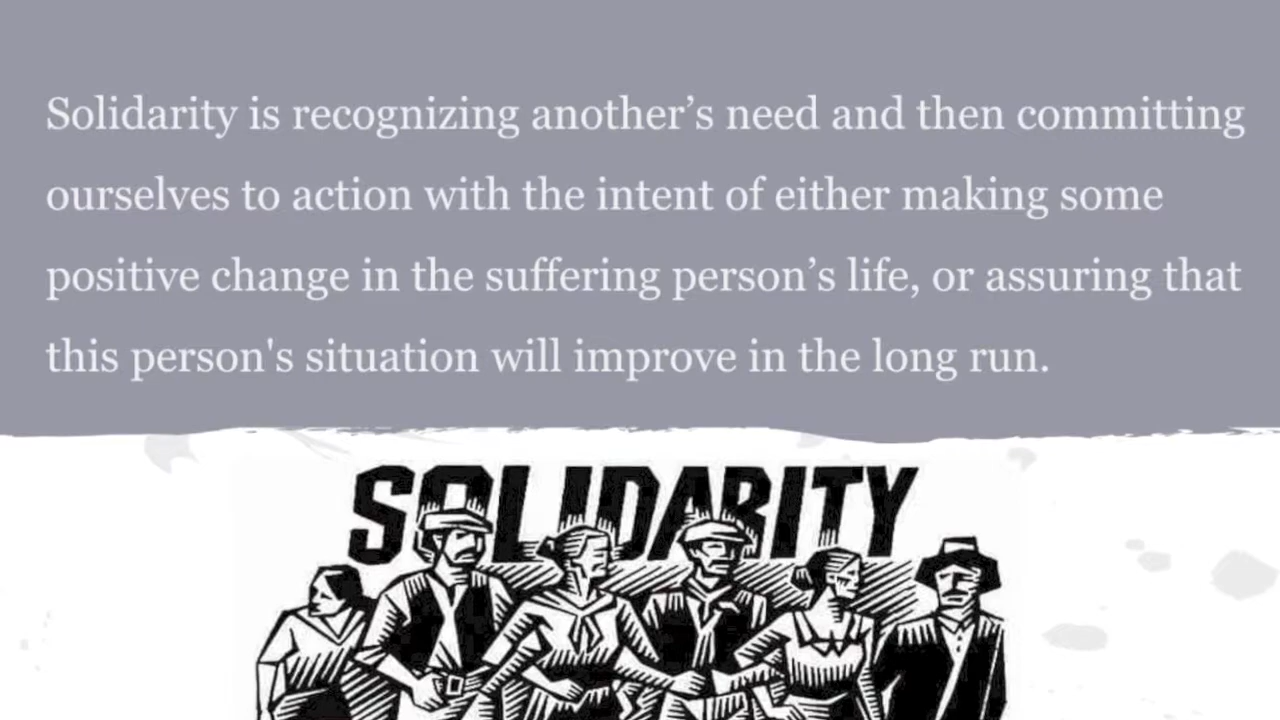 Solidarity is recognizing another’s need and then committing
ourselves to action with the intent of either making some
positive change in the suffering person’s life, or assuring that
this person's situation will improve in the long run.
SOLIDARITY